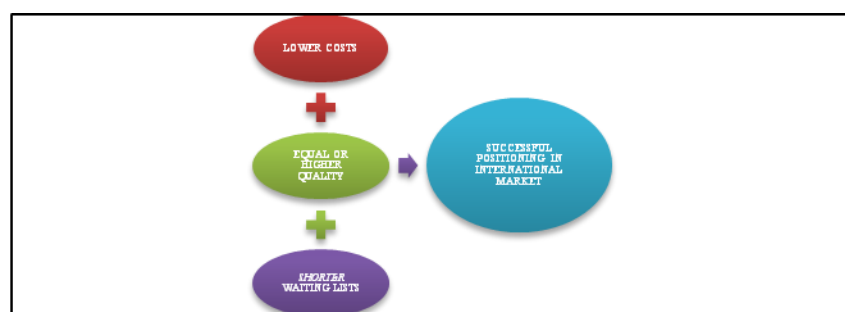 LOWER COSTS
EQUAL OR
HIGHER
QUALITY
SHORTER
WAITING LISTS
SUCCESSFUL
POSITIONING IN
INTERNATIONAL
MARKET